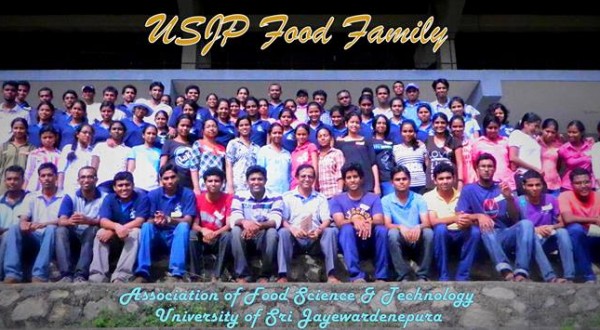 USJP Food Family
Association of Food Science & Technology
University of Sri Jayewardenepura